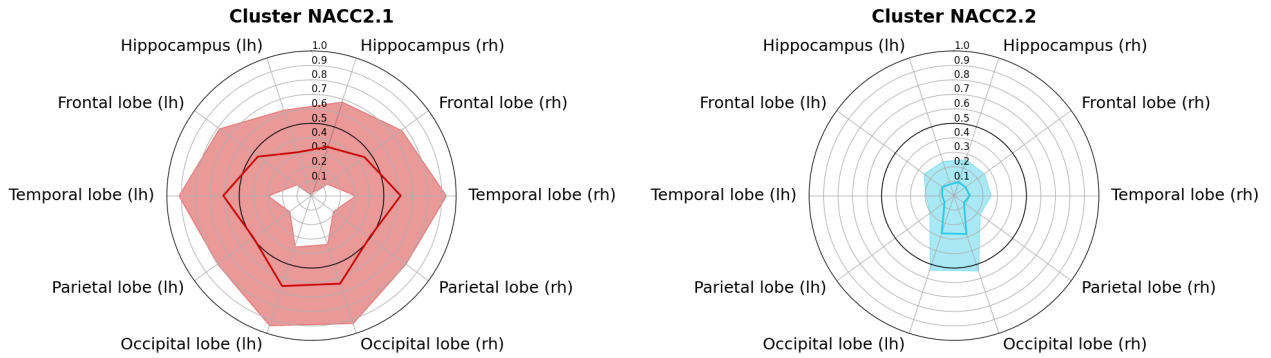 Cluster NACC2.1
Hippocampus (lh)
Hippocampus (rh)
Frontal lobe (lh)
Frontal lobe (rh)
Temporal lobe (lh)
Temporal lobe (rh)
Parietal lobe (lh)
Parietal lobe (rh)
Occipital lobe (lh)
Occipital lobe (rh)
1.0
0.9
0.8
0.7
0.6
0.5
0.4
0.3
0.2
0.1
Cluster NACC2.2
Hippocampus (lh)
Hippocampus (rh)
Frontal lobe (lh)
Frontal lobe (rh)
Temporal lobe (lh)
Temporal lobe (rh)
Parietal lobe (lh)
Parietal lobe (rh)
Occipital lobe (lh)
Occipital lobe (rh)
1.0
0.9
0.8
0.7
0.6
0.5
0.4
0.3
0.2
0.1